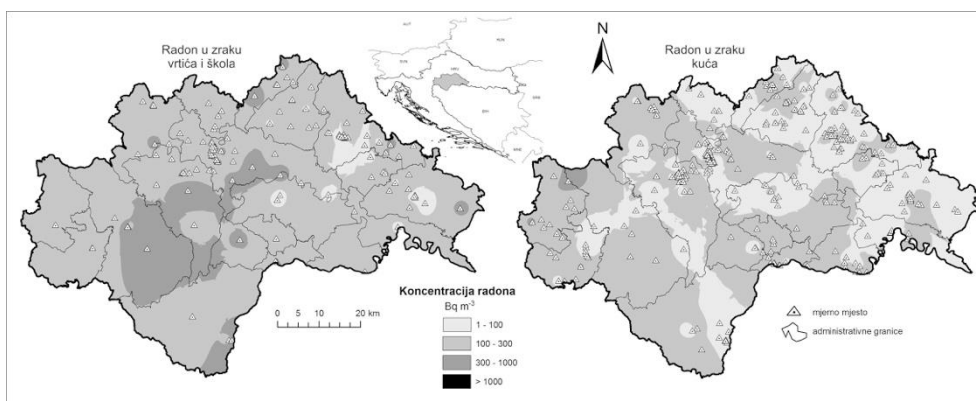 Radon u zraku
vrtića i škola
N
Radon u zraku
kuća
Koncentracija radona
Bq m⁻³
1 - 100
100 - 300
300 - 1000
> 1000
0 5 10 20 km
mjerno mjesto
administrativne granice